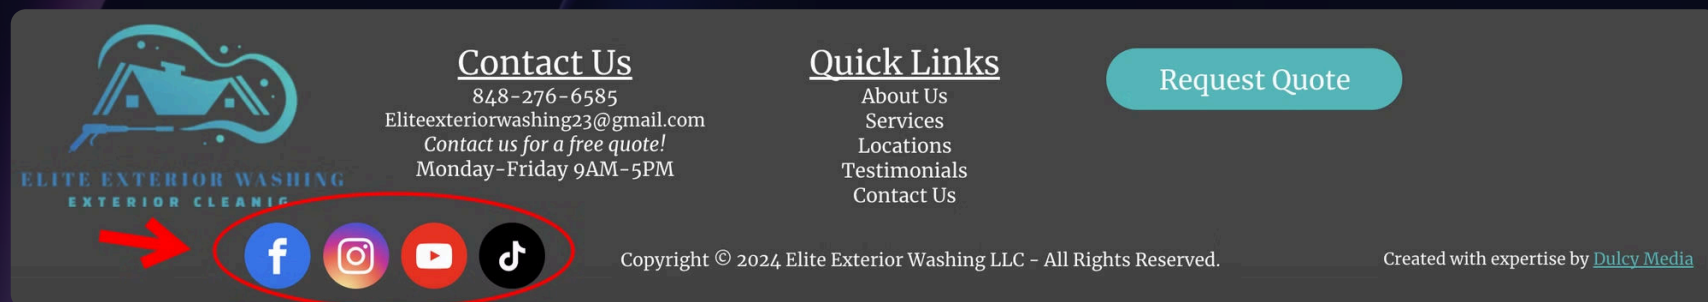 ELITE EXTERIOR WASHING
EXTERIOR CLEANIG
Contact Us
848-276-6585
Eliteexteriorwashing23@gmail.com
Contact us for a free quote!
Monday-Friday 9AM-5PM
Quick Links
About Us
Services
Locations
Testimonials
Contact Us
Request Quote
Copyright © 2024 Elite Exterior Washing LLC - All Rights Reserved.
Created with expertise by Dulcy Media